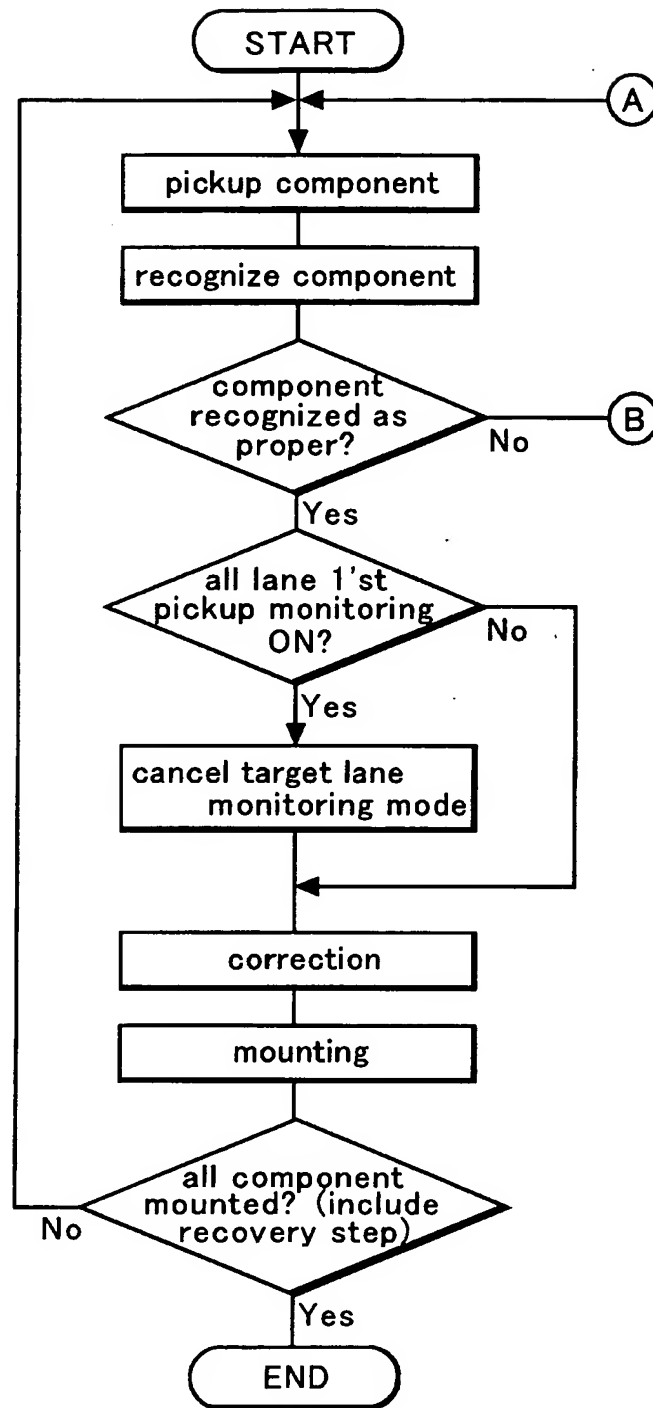 START
A
pickup component
recognize component
component
recognized as
proper?
No
B
Yes
all lane 1'st
pickup monitoring
ON?
No
Yes
cancel target lane
monitoring mode
correction
mounting
all component
mounted? (include
recovery step)
No
Yes
END